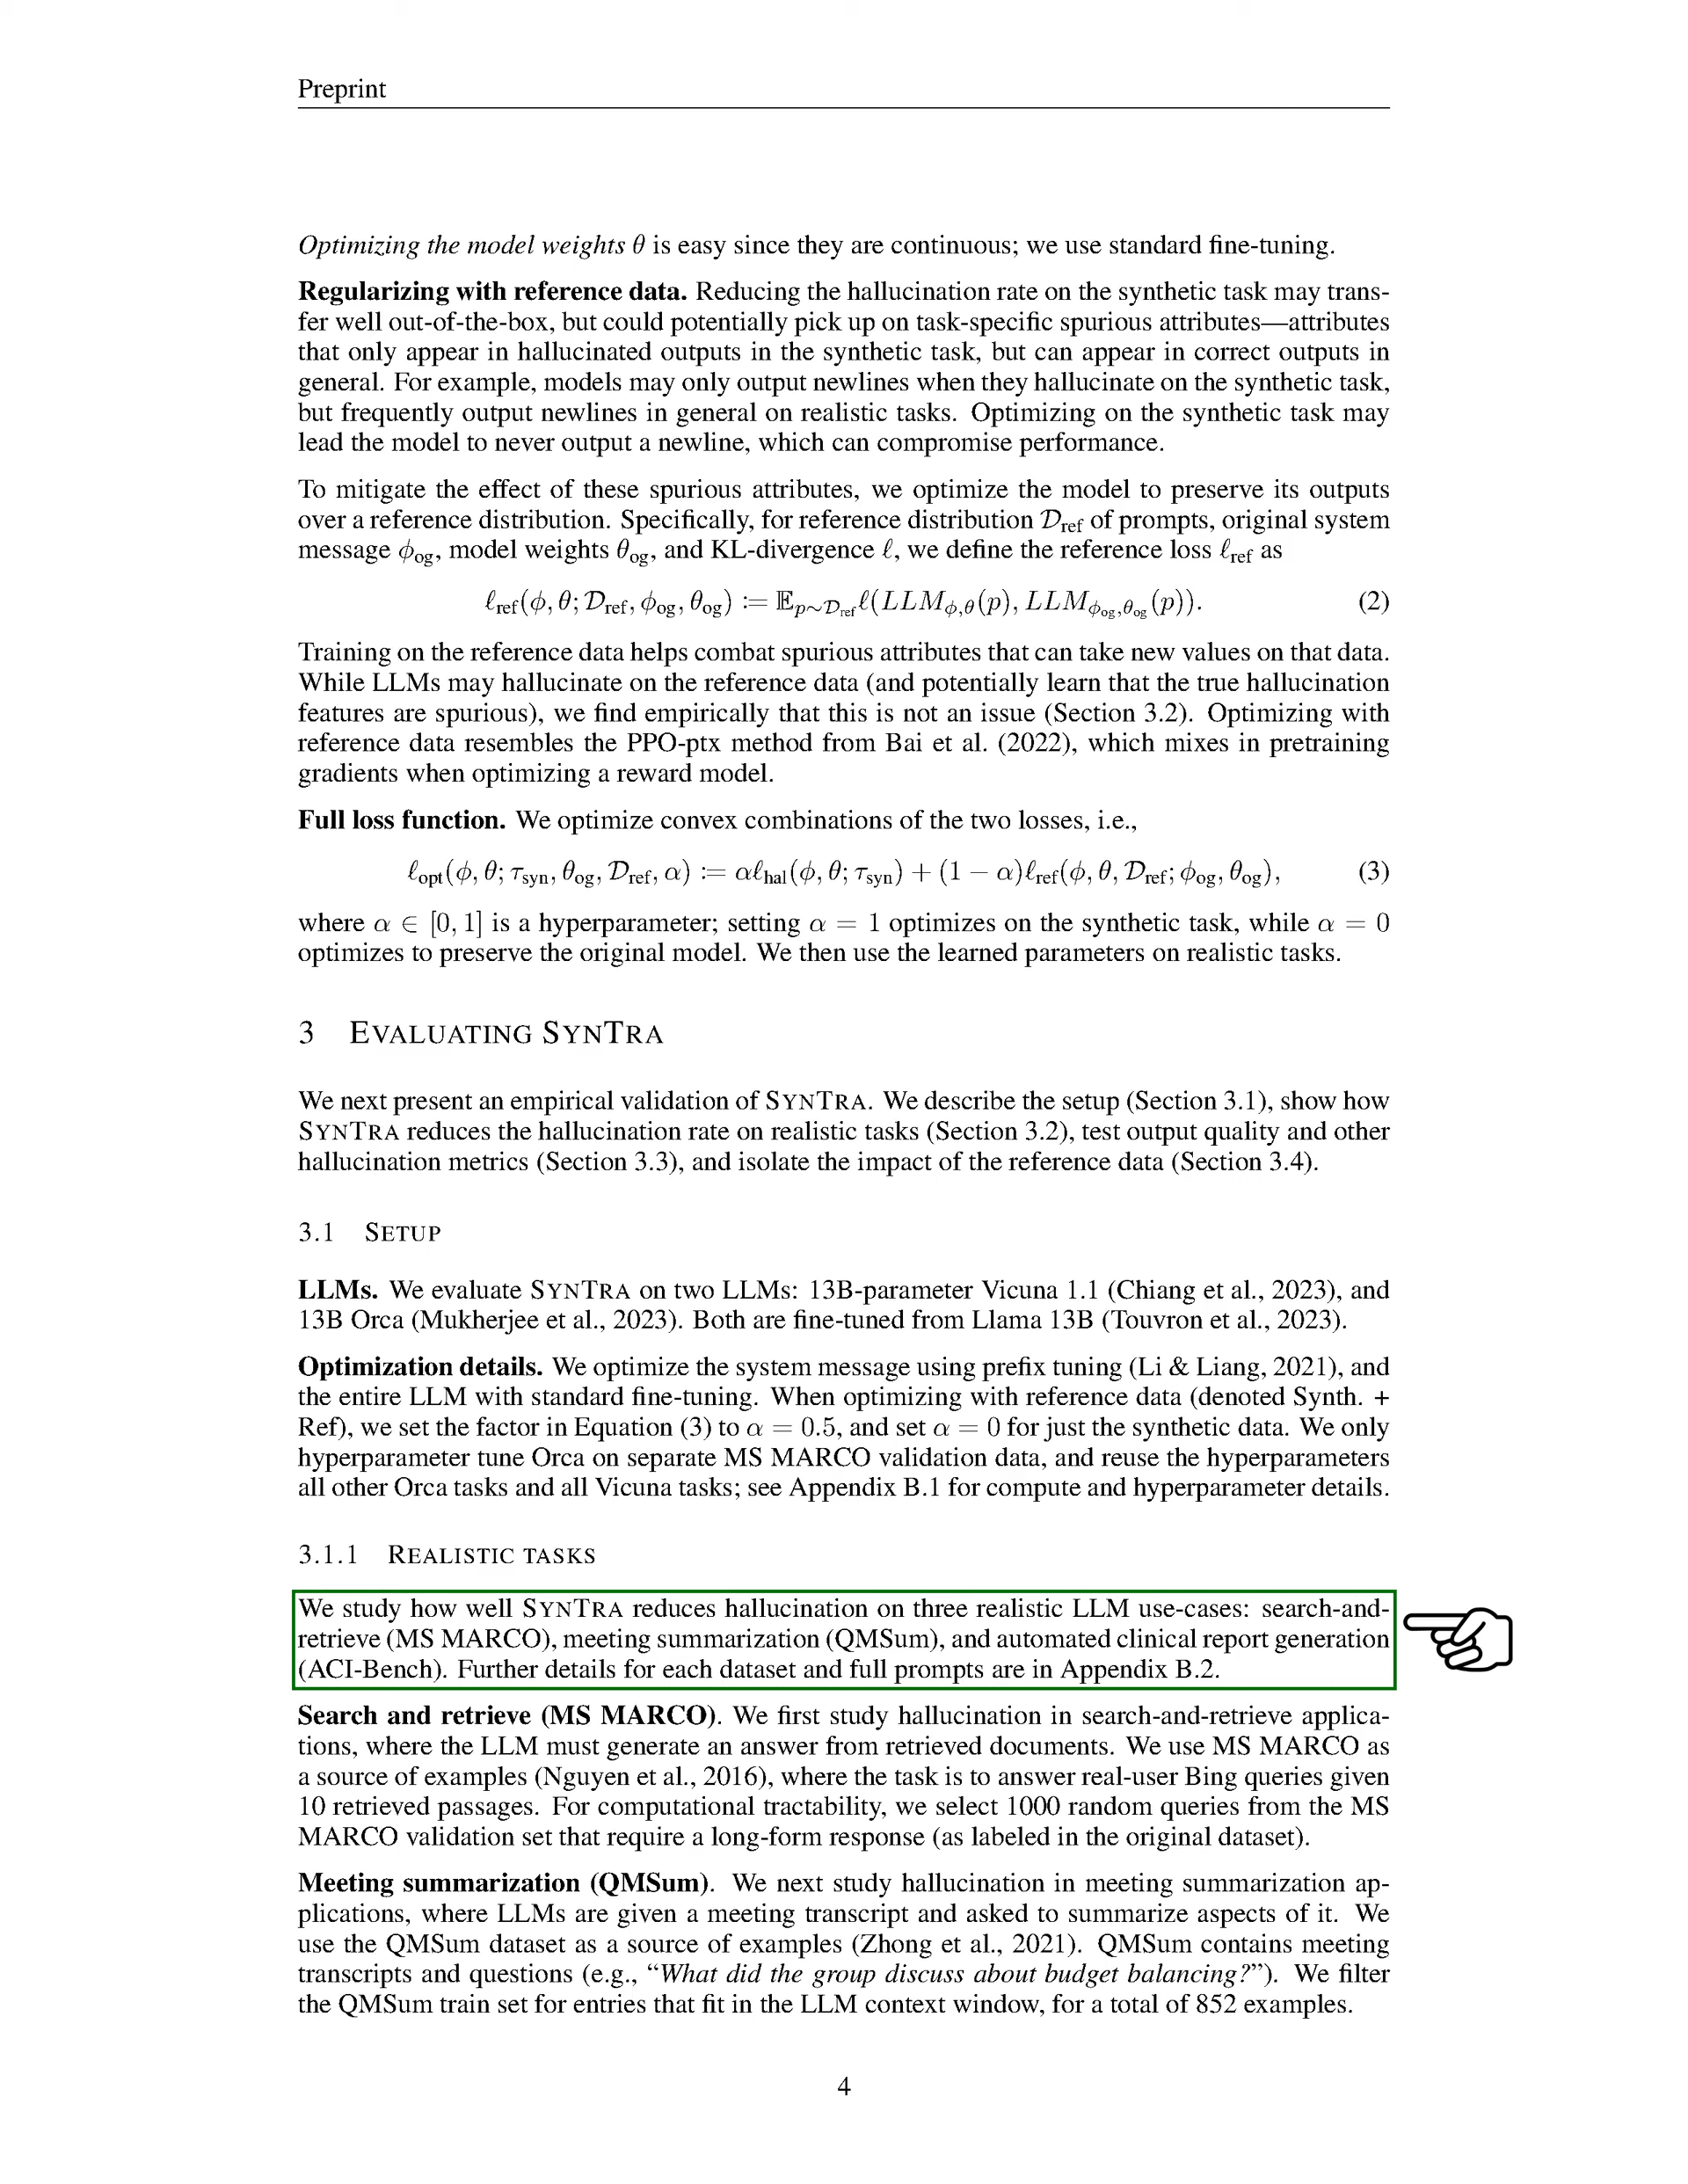 Preprint
Optimizing the model weights θ is easy since they are continuous; we use standard fine-tuning.
Regularizing with reference data. Reducing the hallucination rate on the synthetic task may trans-
fer well out-of-the-box, but could potentially pick up on task-specific spurious attributes—attributes
that only appear in hallucinated outputs in the synthetic task, but can appear in correct outputs in
general. For example, models may only output newlines when they hallucinate on the synthetic task,
but frequently output newlines in general on realistic tasks. Optimizing on the synthetic task may
lead the model to never output a newline, which can compromise performance.
To mitigate the effect of these spurious attributes, we optimize the model to preserve its outputs
over a reference distribution. Specifically, for reference distribution 𝒟ref of prompts, original system
message ϕog, model weights θog, and KL-divergence ℓ, we define the reference loss ℓref as
ℓref(ϕ, θ; 𝒟ref, ϕog, θog) := 𝔼p∼𝒟ref ℓ(LLMϕ,θ(p), LLMϕog,θog(p)). (2)
Training on the reference data helps combat spurious attributes that can take new values on that data.
While LLMs may hallucinate on the reference data (and potentially learn that the true hallucination
features are spurious), we find empirically that this is not an issue (Section 3.2). Optimizing with
reference data resembles the PPO-ptx method from Bai et al. (2022), which mixes in pretraining
gradients when optimizing a reward model.
Full loss function. We optimize convex combinations of the two losses, i.e.,
ℓopt(ϕ, θ; τsyn, θog, 𝒟ref, α) := αℓhal(ϕ, θ; τsyn) + (1 − α)ℓref(ϕ, θ, 𝒟ref; ϕog, θog), (3)
where α ∈ [0, 1] is a hyperparameter; setting α = 1 optimizes on the synthetic task, while α = 0
optimizes to preserve the original model. We then use the learned parameters on realistic tasks.
3 EVALUATING SYNTRA
We next present an empirical validation of SYNTRA. We describe the setup (Section 3.1), show how
SYNTRA reduces the hallucination rate on realistic tasks (Section 3.2), test output quality and other
hallucination metrics (Section 3.3), and isolate the impact of the reference data (Section 3.4).
3.1 SETUP
LLMs. We evaluate SYNTRA on two LLMs: 13B-parameter Vicuna 1.1 (Chiang et al., 2023), and
13B Orca (Mukherjee et al., 2023). Both are fine-tuned from Llama 13B (Touvron et al., 2023).
Optimization details. We optimize the system message using prefix tuning (Li & Liang, 2021), and
the entire LLM with standard fine-tuning. When optimizing with reference data (denoted Synth. +
Ref), we set the factor in Equation (3) to α = 0.5, and set α = 0 for just the synthetic data. We only
hyperparameter tune Orca on separate MS MARCO validation data, and reuse the hyperparameters
all other Orca tasks and all Vicuna tasks; see Appendix B.1 for compute and hyperparameter details.
3.1.1 REALISTIC TASKS
We study how well SYNTRA reduces hallucination on three realistic LLM use-cases: search-and-
retrieve (MS MARCO), meeting summarization (QMSum), and automated clinical report generation
(ACI-Bench). Further details for each dataset and full prompts are in Appendix B.2.
Search and retrieve (MS MARCO). We first study hallucination in search-and-retrieve applica-
tions, where the LLM must generate an answer from retrieved documents. We use MS MARCO as
a source of examples (Nguyen et al., 2016), where the task is to answer real-user Bing queries given
10 retrieved passages. For computational tractability, we select 1000 random queries from the MS
MARCO validation set that require a long-form response (as labeled in the original dataset).
Meeting summarization (QMSum). We next study hallucination in meeting summarization ap-
plications, where LLMs are given a meeting transcript and asked to summarize aspects of it. We
use the QMSum dataset as a source of examples (Zhong et al., 2021). QMSum contains meeting
transcripts and questions (e.g., “What did the group discuss about budget balancing?”). We filter
the QMSum train set for entries that fit in the LLM context window, for a total of 852 examples.
4